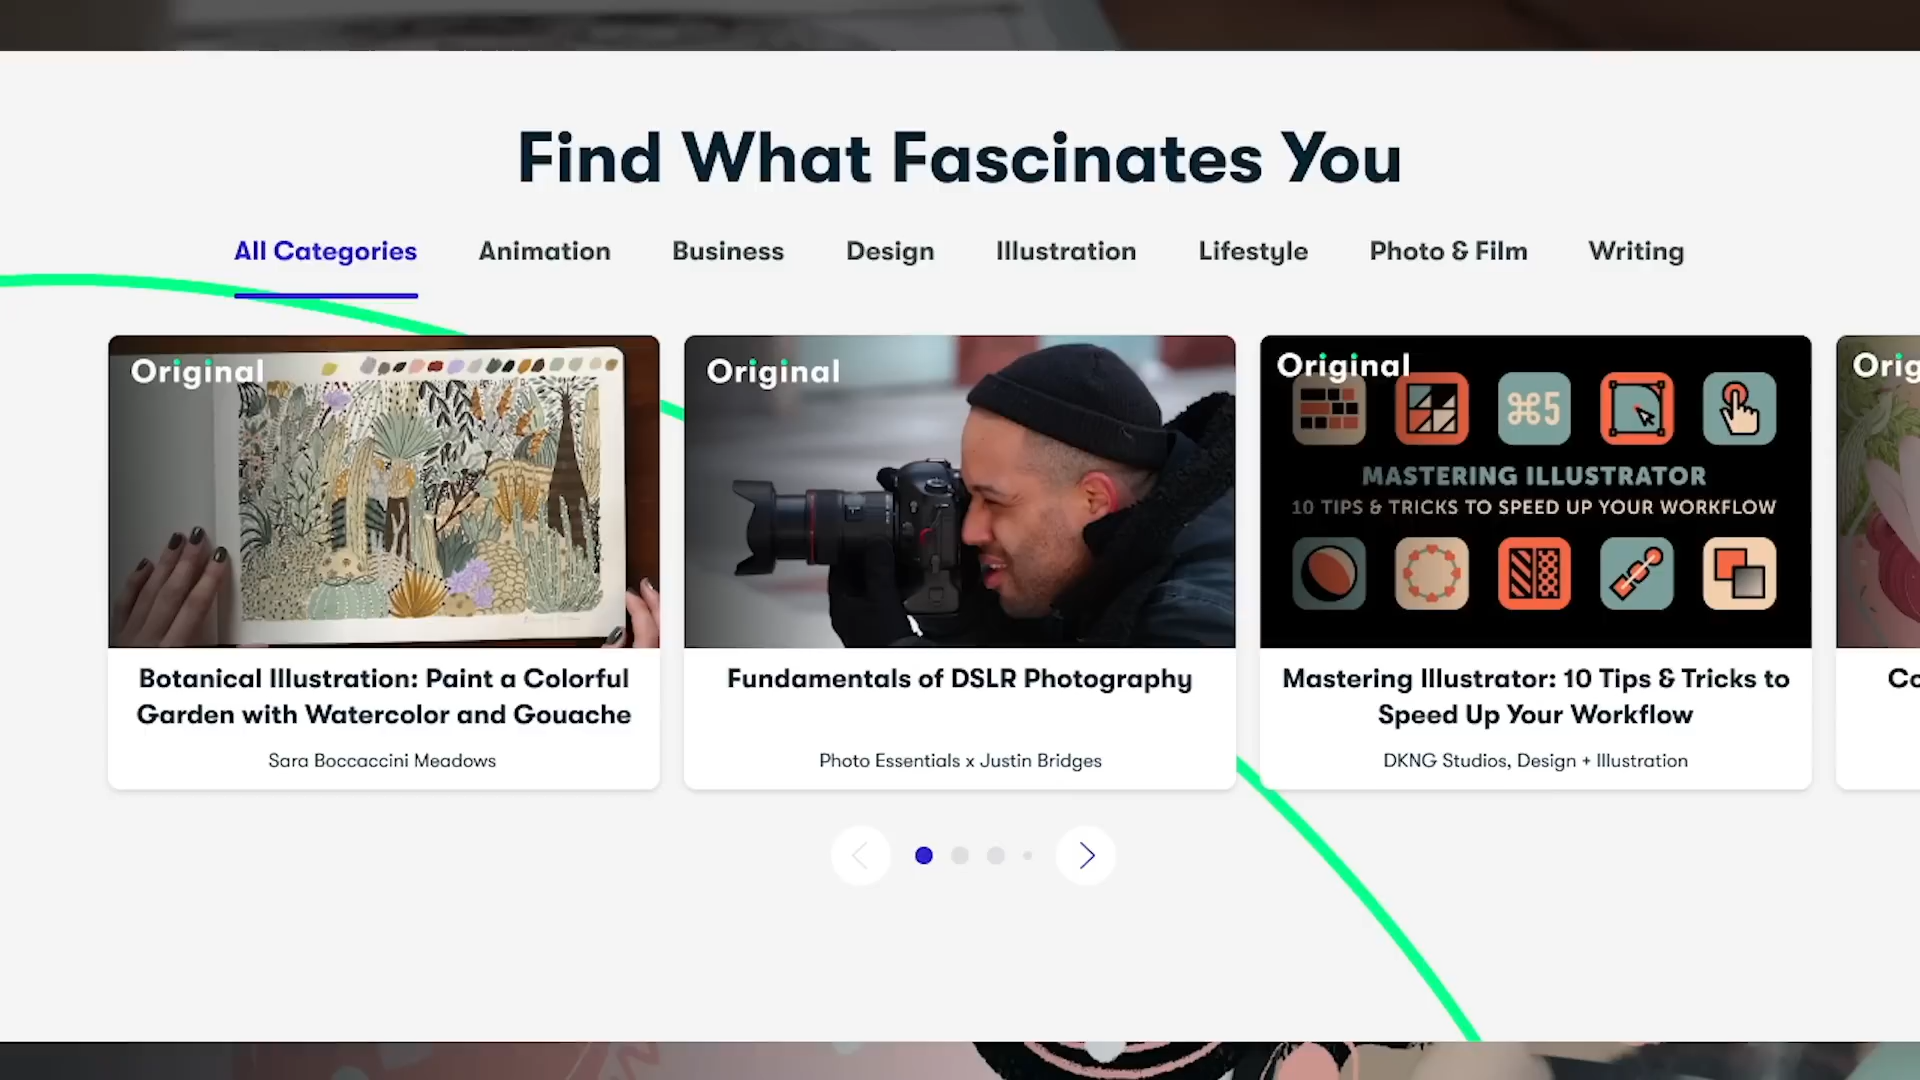 Find What Fascinates You
All Categories Animation Business Design Illustration Lifestyle Photo & Film Writing
Original
Original
Original
⌘5
MASTERING ILLUSTRATOR
10 TIPS & TRICKS TO SPEED UP YOUR WORKFLOW
Orig
Botanical Illustration: Paint a Colorful
Garden with Watercolor and Gouache
Sara Boccaccini Meadows
Fundamentals of DSLR Photography
Photo Essentials x Justin Bridges
Mastering Illustrator: 10 Tips & Tricks to
Speed Up Your Workflow
DKNG Studios, Design + Illustration
Co